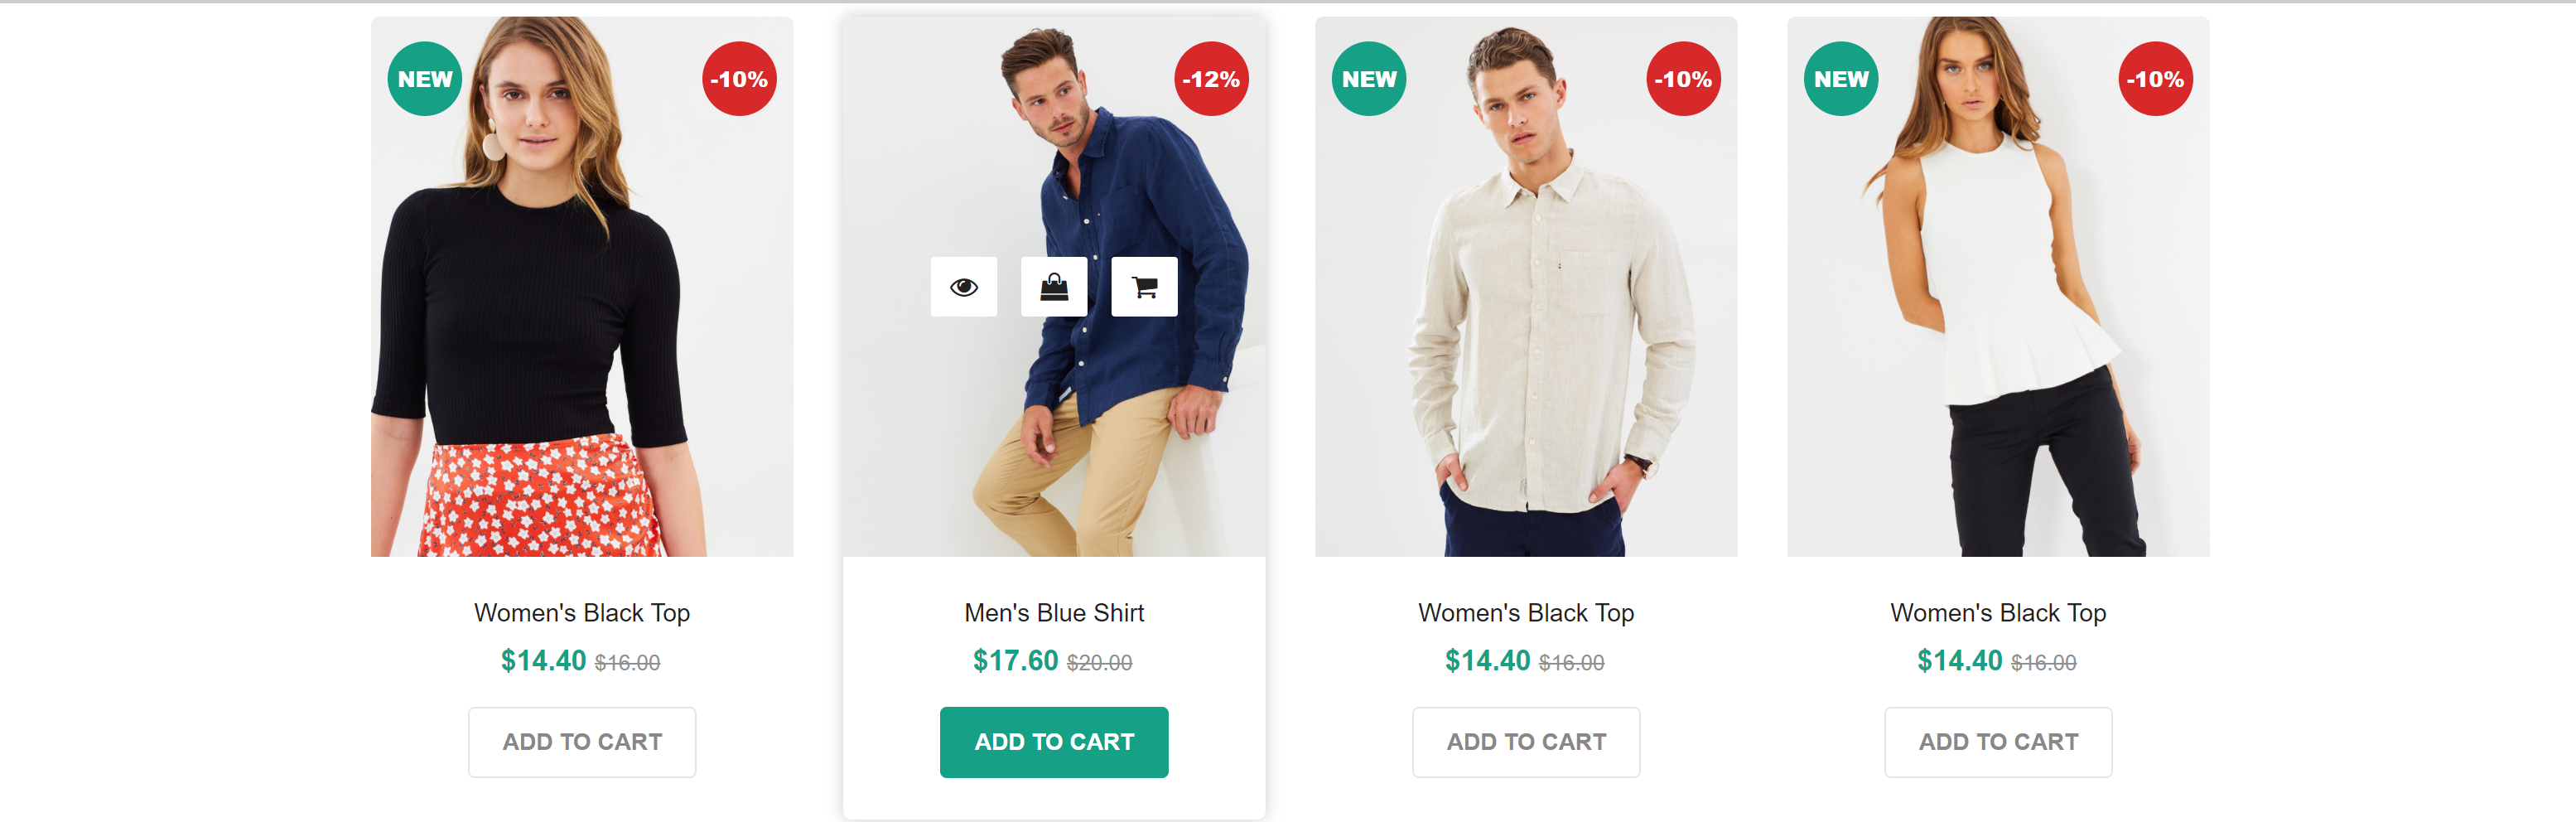 NEW
-10%
Women's Black Top
$14.40 $16.00
ADD TO CART
-12%
Men's Blue Shirt
$17.60 $20.00
ADD TO CART
NEW
-10%
Women's Black Top
$14.40 $16.00
ADD TO CART
NEW
-10%
Women's Black Top
$14.40 $16.00
ADD TO CART